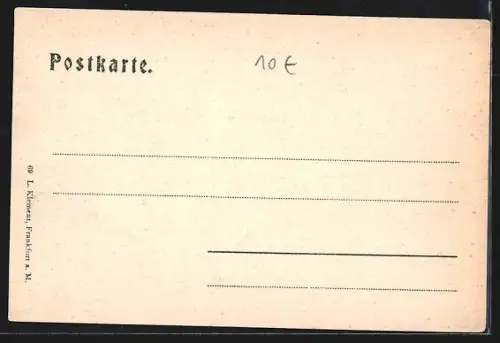 Postkarte.
10 €
69 L. Klement, Frankfurt a. M.